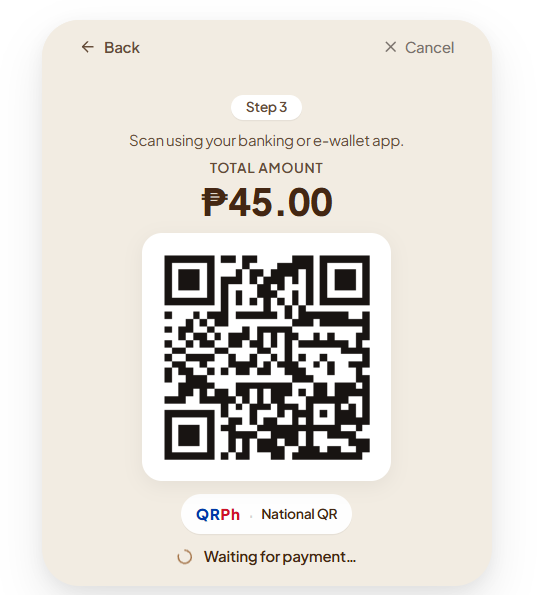 Back
Cancel
Step 3
Scan using your banking or e-wallet app.
TOTAL AMOUNT
₱45.00
QRPh · National QR
Waiting for payment...